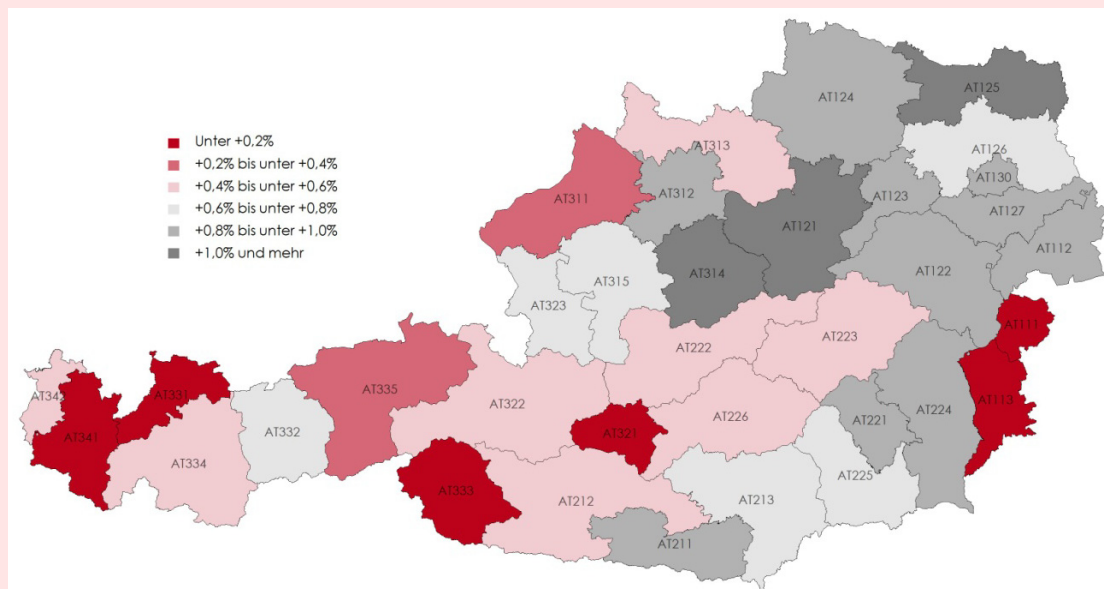 Unter +0,2%
+0,2% bis unter +0,4%
+0,4% bis unter +0,6%
+0,6% bis unter +0,8%
+0,8% bis unter +1,0%
+1,0% und mehr
AT125
AT124
AT313
AT126
AT130
AT311
AT312
AT123
AT127
AT121
AT112
AT314
AT122
AT315
AT323
AT111
AT223
AT222
AT335
AT342
AT331
AT322
AT113
AT224
AT226
AT221
AT321
AT332
AT341
AT334
AT225
AT333
AT212
AT213
AT211